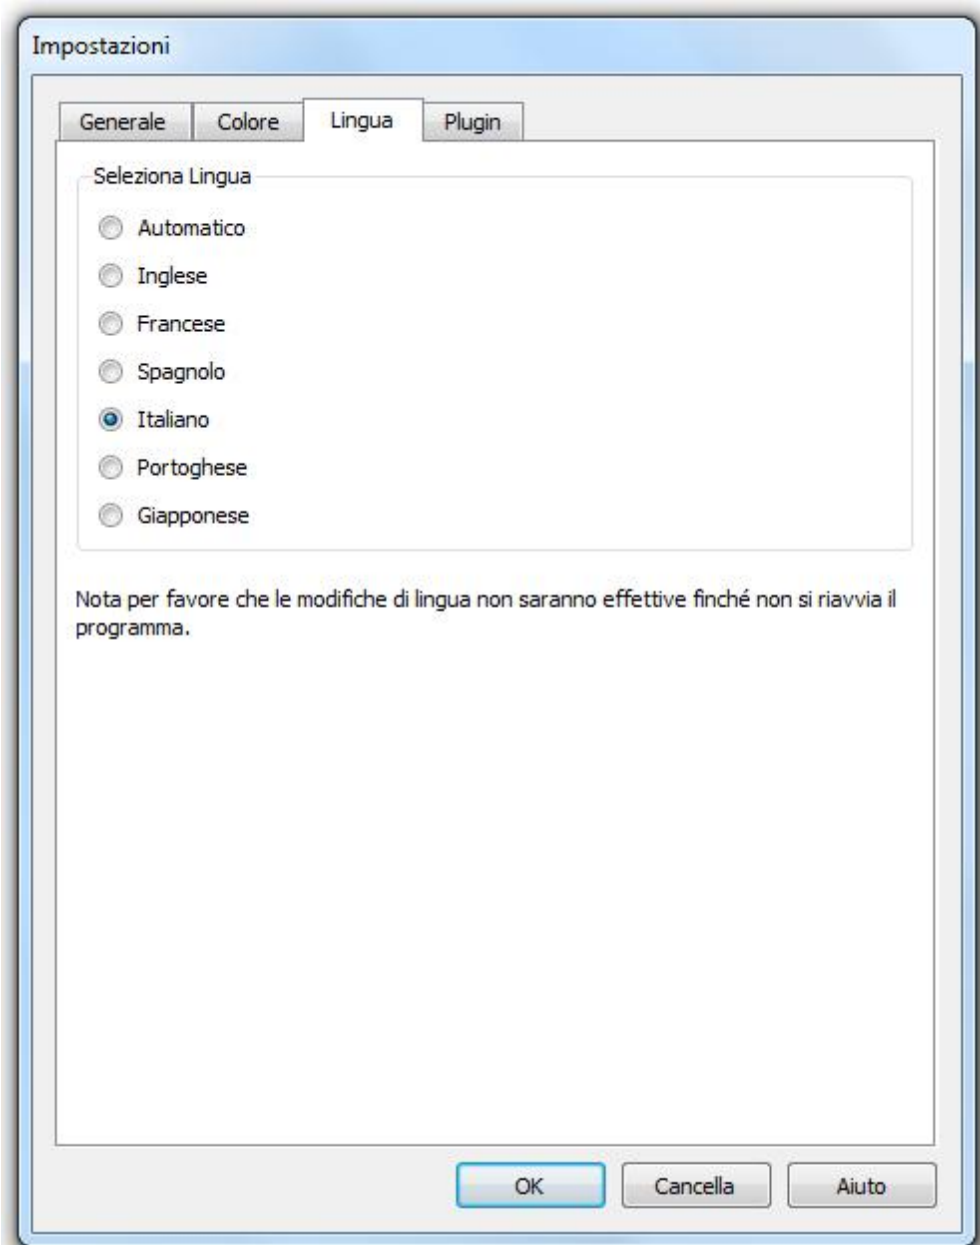 Impostazioni
Generale Colore Lingua Plugin
Seleziona Lingua
Automatico
Inglese
Francese
Spagnolo
Italiano
Portoghese
Giapponese
Nota per favore che le modifiche di lingua non saranno effettive finché non si riavvia il
programma.
OK Cancella Aiuto